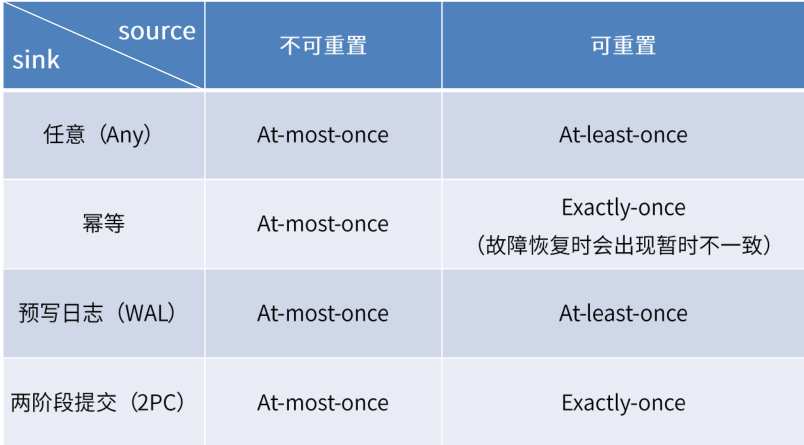 source
sink
不可重置
可重置
任意（Any）
At-most-once
At-least-once
幂等
At-most-once
Exactly-once
（故障恢复时会出现暂时不一致）
预写日志（WAL）
At-most-once
At-least-once
两阶段提交（2PC）
At-most-once
Exactly-once